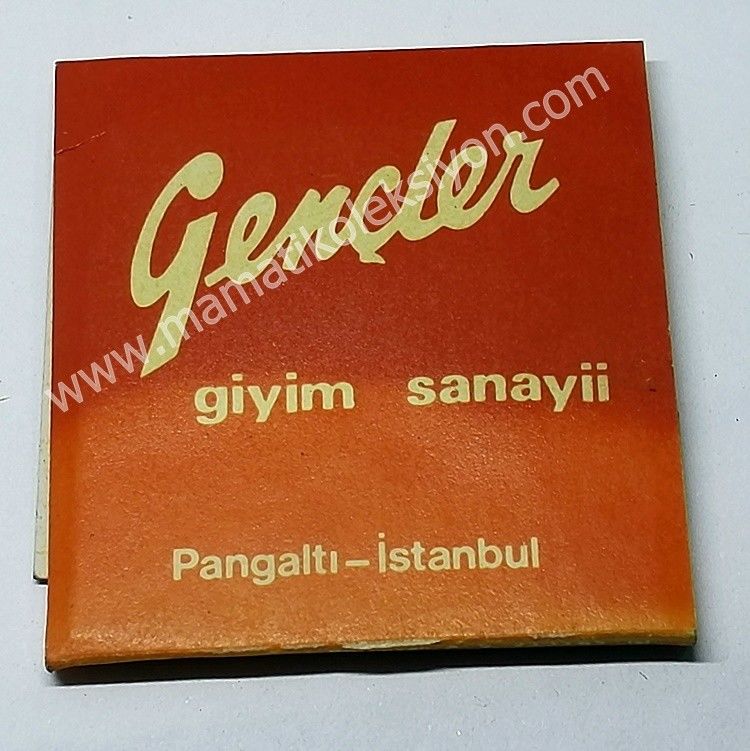 Gençler
www.mamatikoleksiyon.com
giyim sanayii
Pangaltı – İstanbul